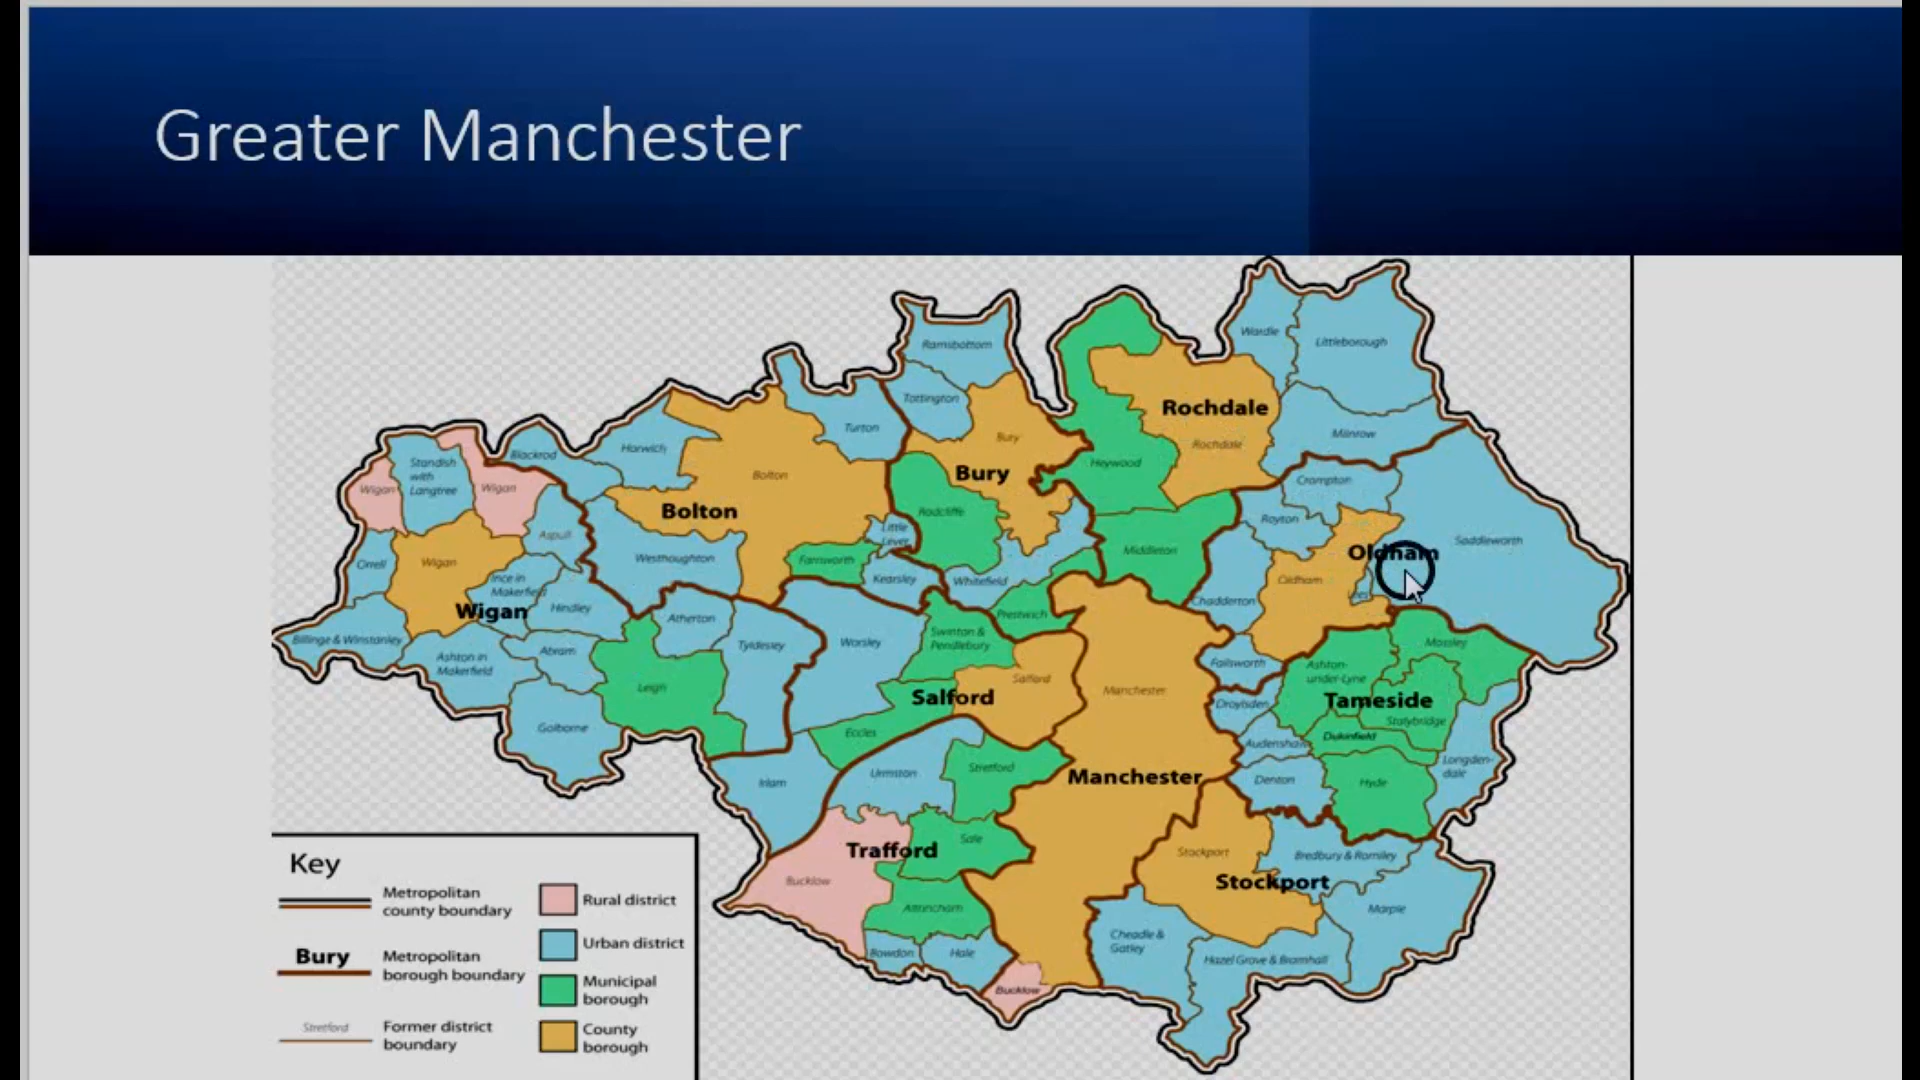 Greater Manchester
Wardle
Littleborough
Ramsbottom
Tottington
Rochdale
Turton
Milnrow
Bury
Rochdale
Horwich
Blackrod
Heywood
Standish
with
Langtree
Bolton
Bury
Crompton
Wigan
Wigan
Radcliffe
Bolton
Royton
Little
Lever
Aspull
Saddleworth
Oldham
Middleton
Westhoughton
Farnworth
Orrell
Wigan
Kearsley
Whitefield
Oldham
Ince in
Makerfield
Lees
Chadderton
Wigan
Hindley
Prestwich
Atherton
Billinge & Winstanley
Swinton &
Pendlebury
Tyldesley
Worsley
Mossley
Abram
Ashton in
Makerfield
Failsworth
Ashton-
under-Lyne
Salford
Leigh
Manchester
Salford
Tameside
Droylsden
Stalybridge
Golborne
Eccles
Dukinfield
Audenshaw
Longden-
dale
Stretford
Urmston
Manchester
Irlam
Denton
Hyde
Sale
Trafford
Stockport
Bredbury & Romiley
Bucklow
Stockport
Altrincham
Marple
Cheadle &
Gatley
Bowdon
Hale
Hazel Grove & Bramhall
Bucklow
Key
Metropolitan
county boundary
Rural district
Bury
Metropolitan
borough boundary
Urban district
Municipal
borough
Stretford
Former district
boundary
County
borough